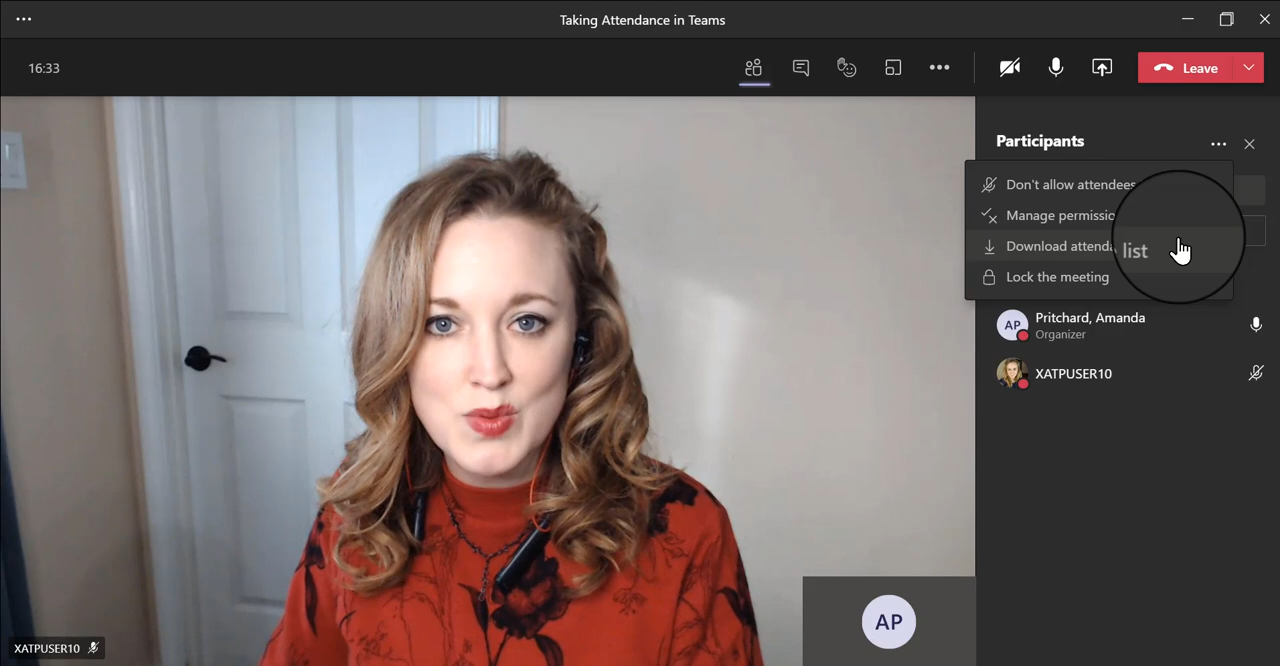 Taking Attendance in Teams
16:33
Leave
Participants
Don't allow attendees
Manage permissio
Download attenda list
Lock the meeting
AP
Pritchard, Amanda
Organizer
XATPUSER10
AP
XATPUSER10